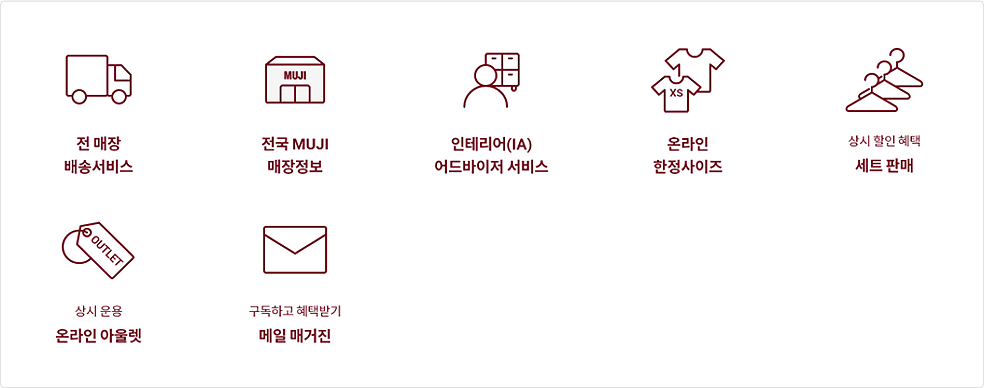 MUJI
전 매장
배송서비스
전국 MUJI
매장정보
인테리어(IA)
어드바이저 서비스
XS
온라인
한정사이즈
상시 할인 혜택
세트 판매
OUTLET
상시 운용
온라인 아울렛
구독하고 혜택받기
메일 매거진